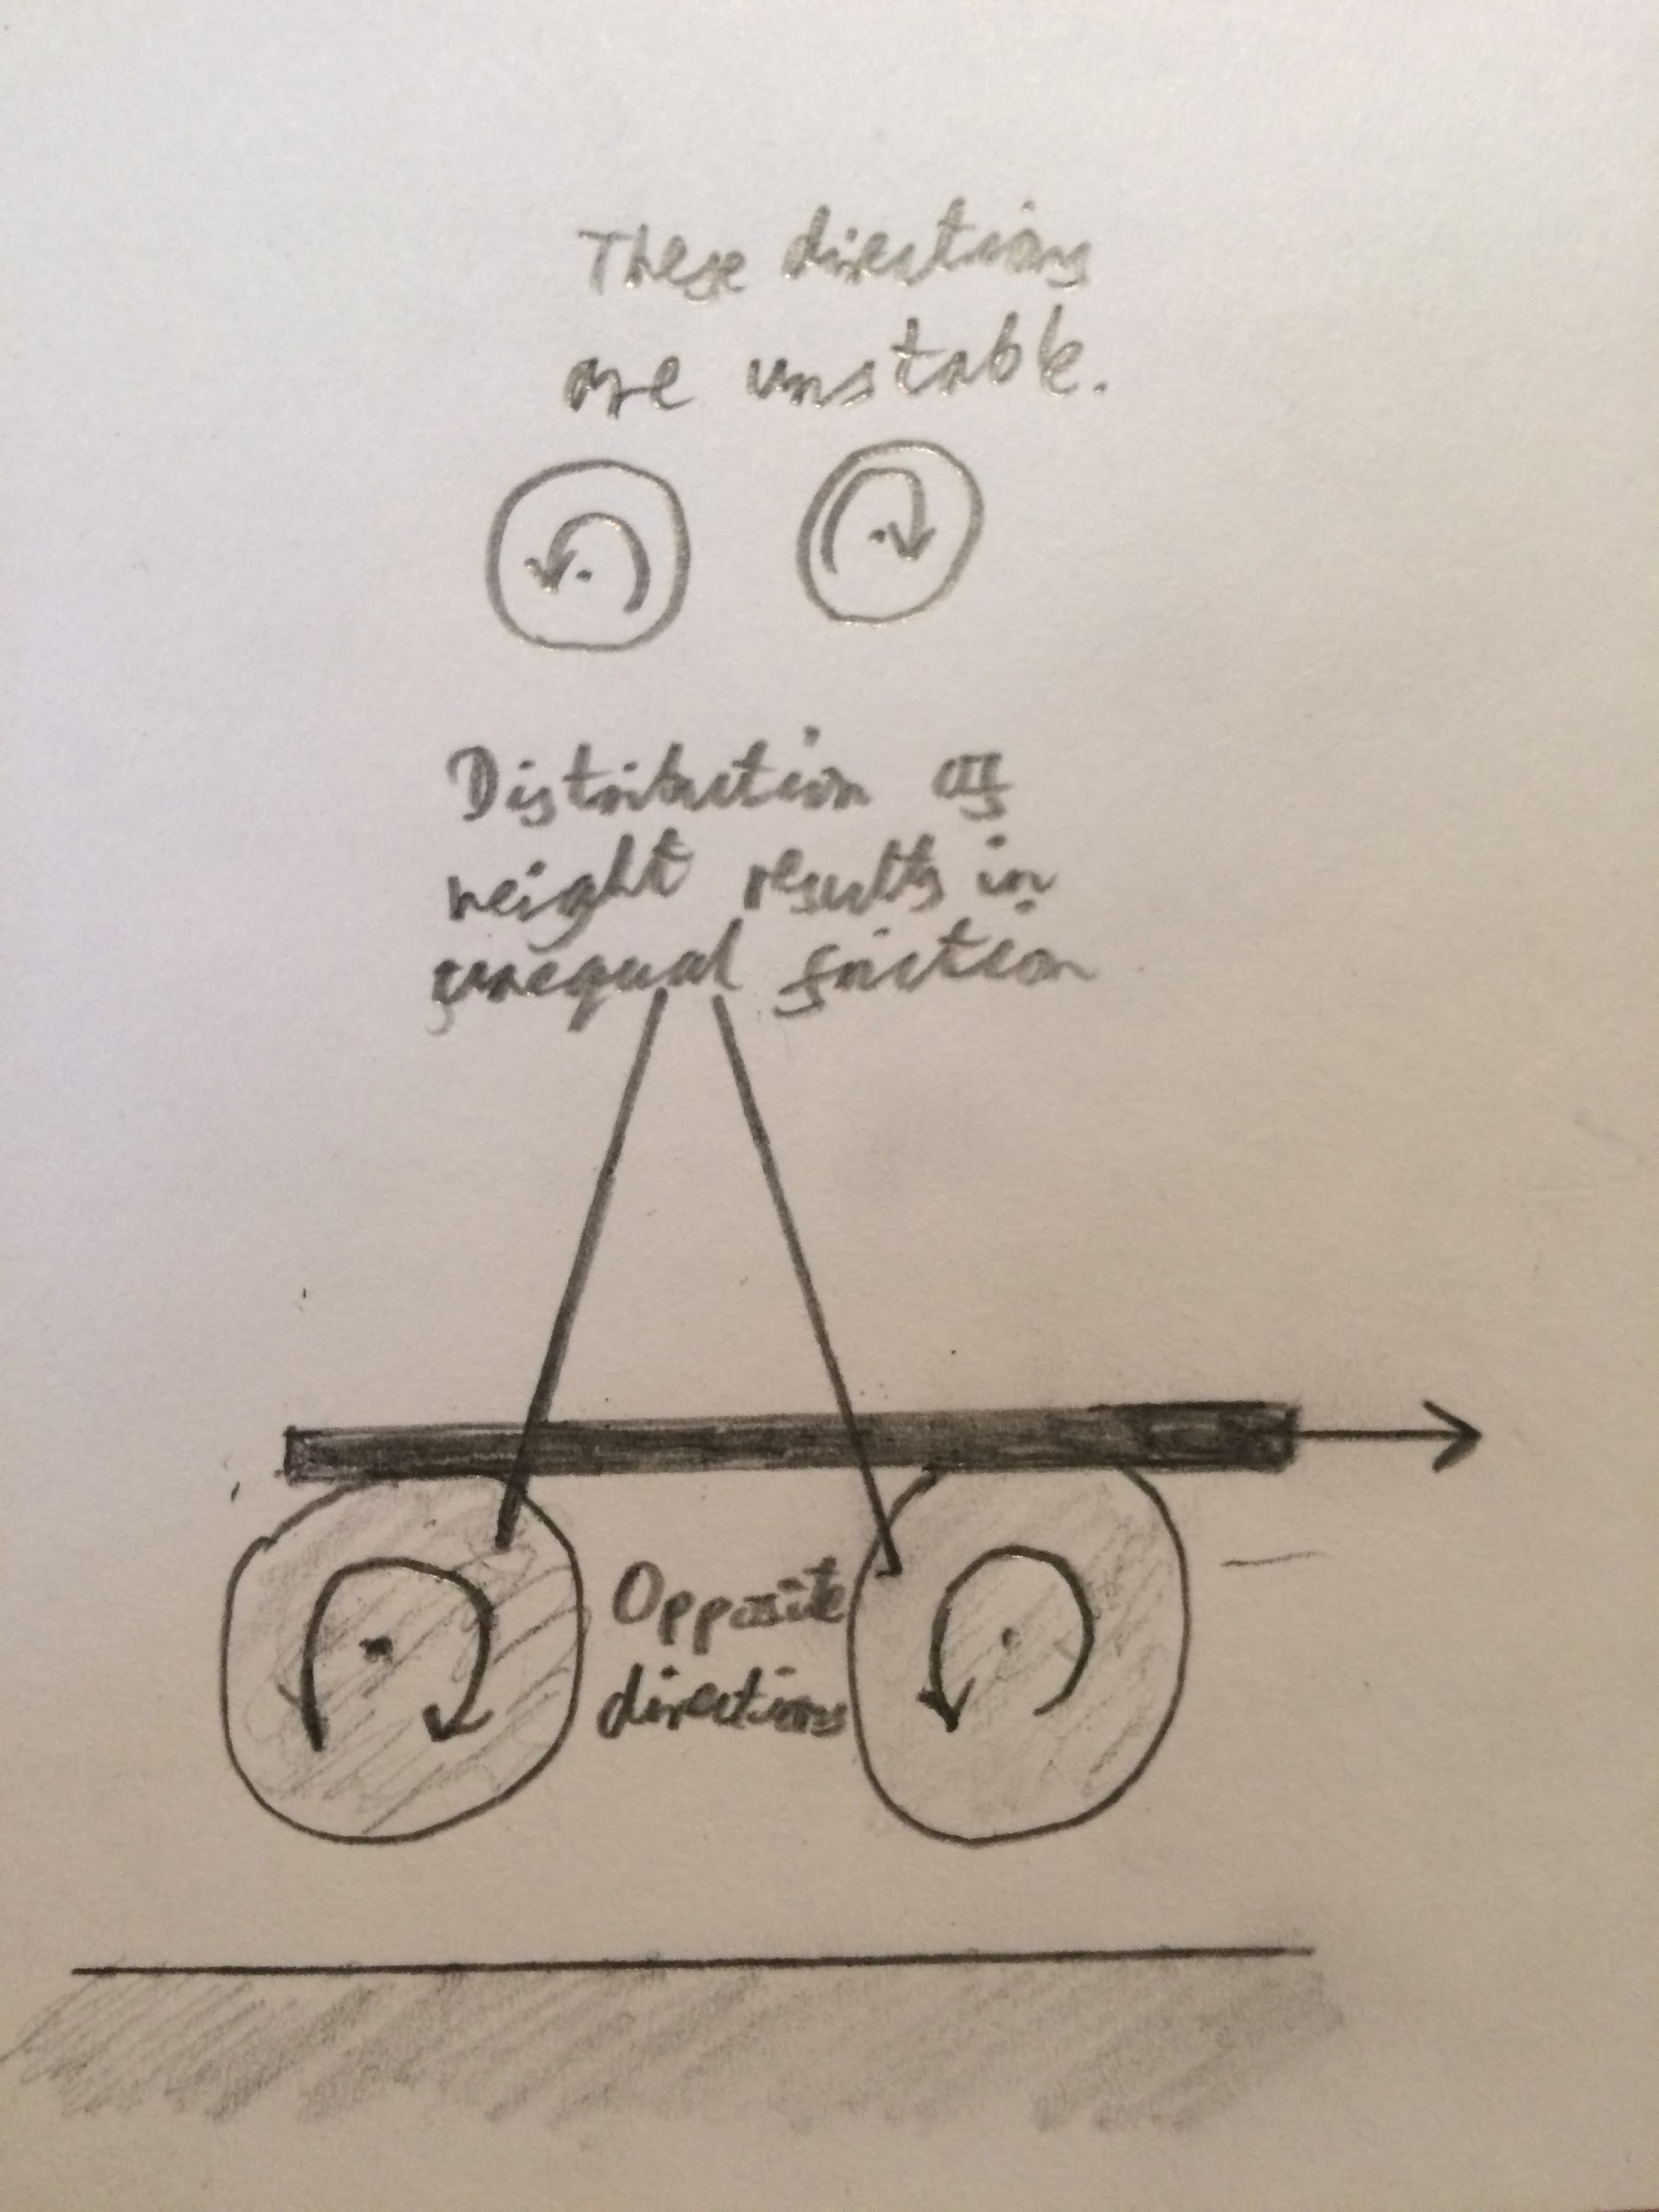 These directions
are unstable.
Distribution of
weight results in
unequal friction
Opposite
directions